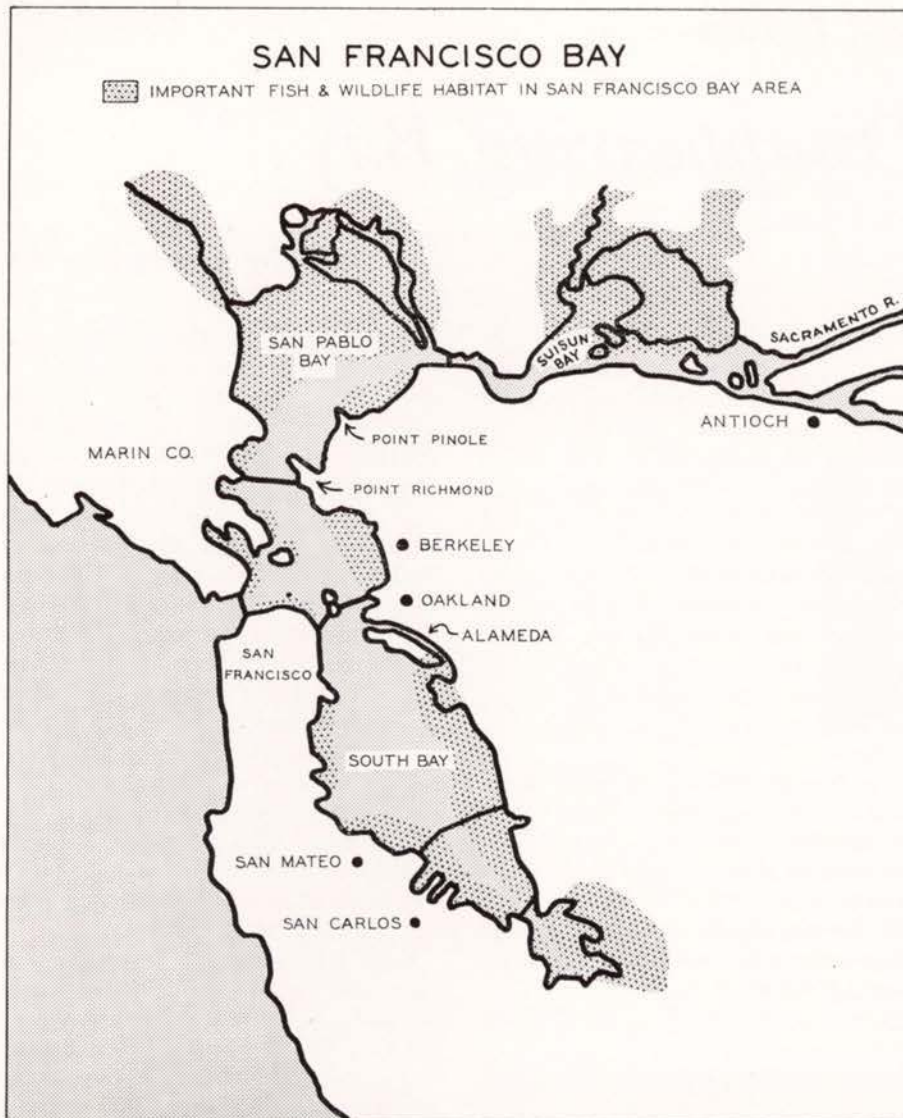 SAN FRANCISCO BAY
IMPORTANT FISH & WILDLIFE HABITAT IN SAN FRANCISCO BAY AREA
SAN PABLO
BAY
SUISUN
BAY
SACRAMENTO R.
ANTIOCH
POINT PINOLE
MARIN CO.
POINT RICHMOND
BERKELEY
OAKLAND
ALAMEDA
SAN
FRANCISCO
SOUTH BAY
SAN MATEO
SAN CARLOS